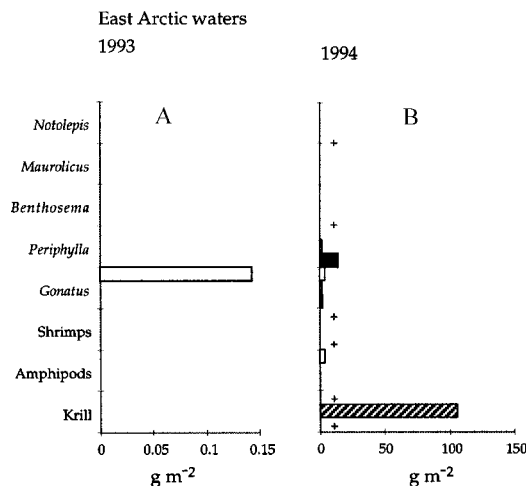 East Arctic waters
1993
1994
A
B
Notolepis
Maurolicus
Benthosema
Periphylla
Gonatus
Shrimps
Amphipods
Krill
+
+
+
+
+
+
0 0.05 0.1 0.15
0 50 100 150
g m⁻²
g m⁻²